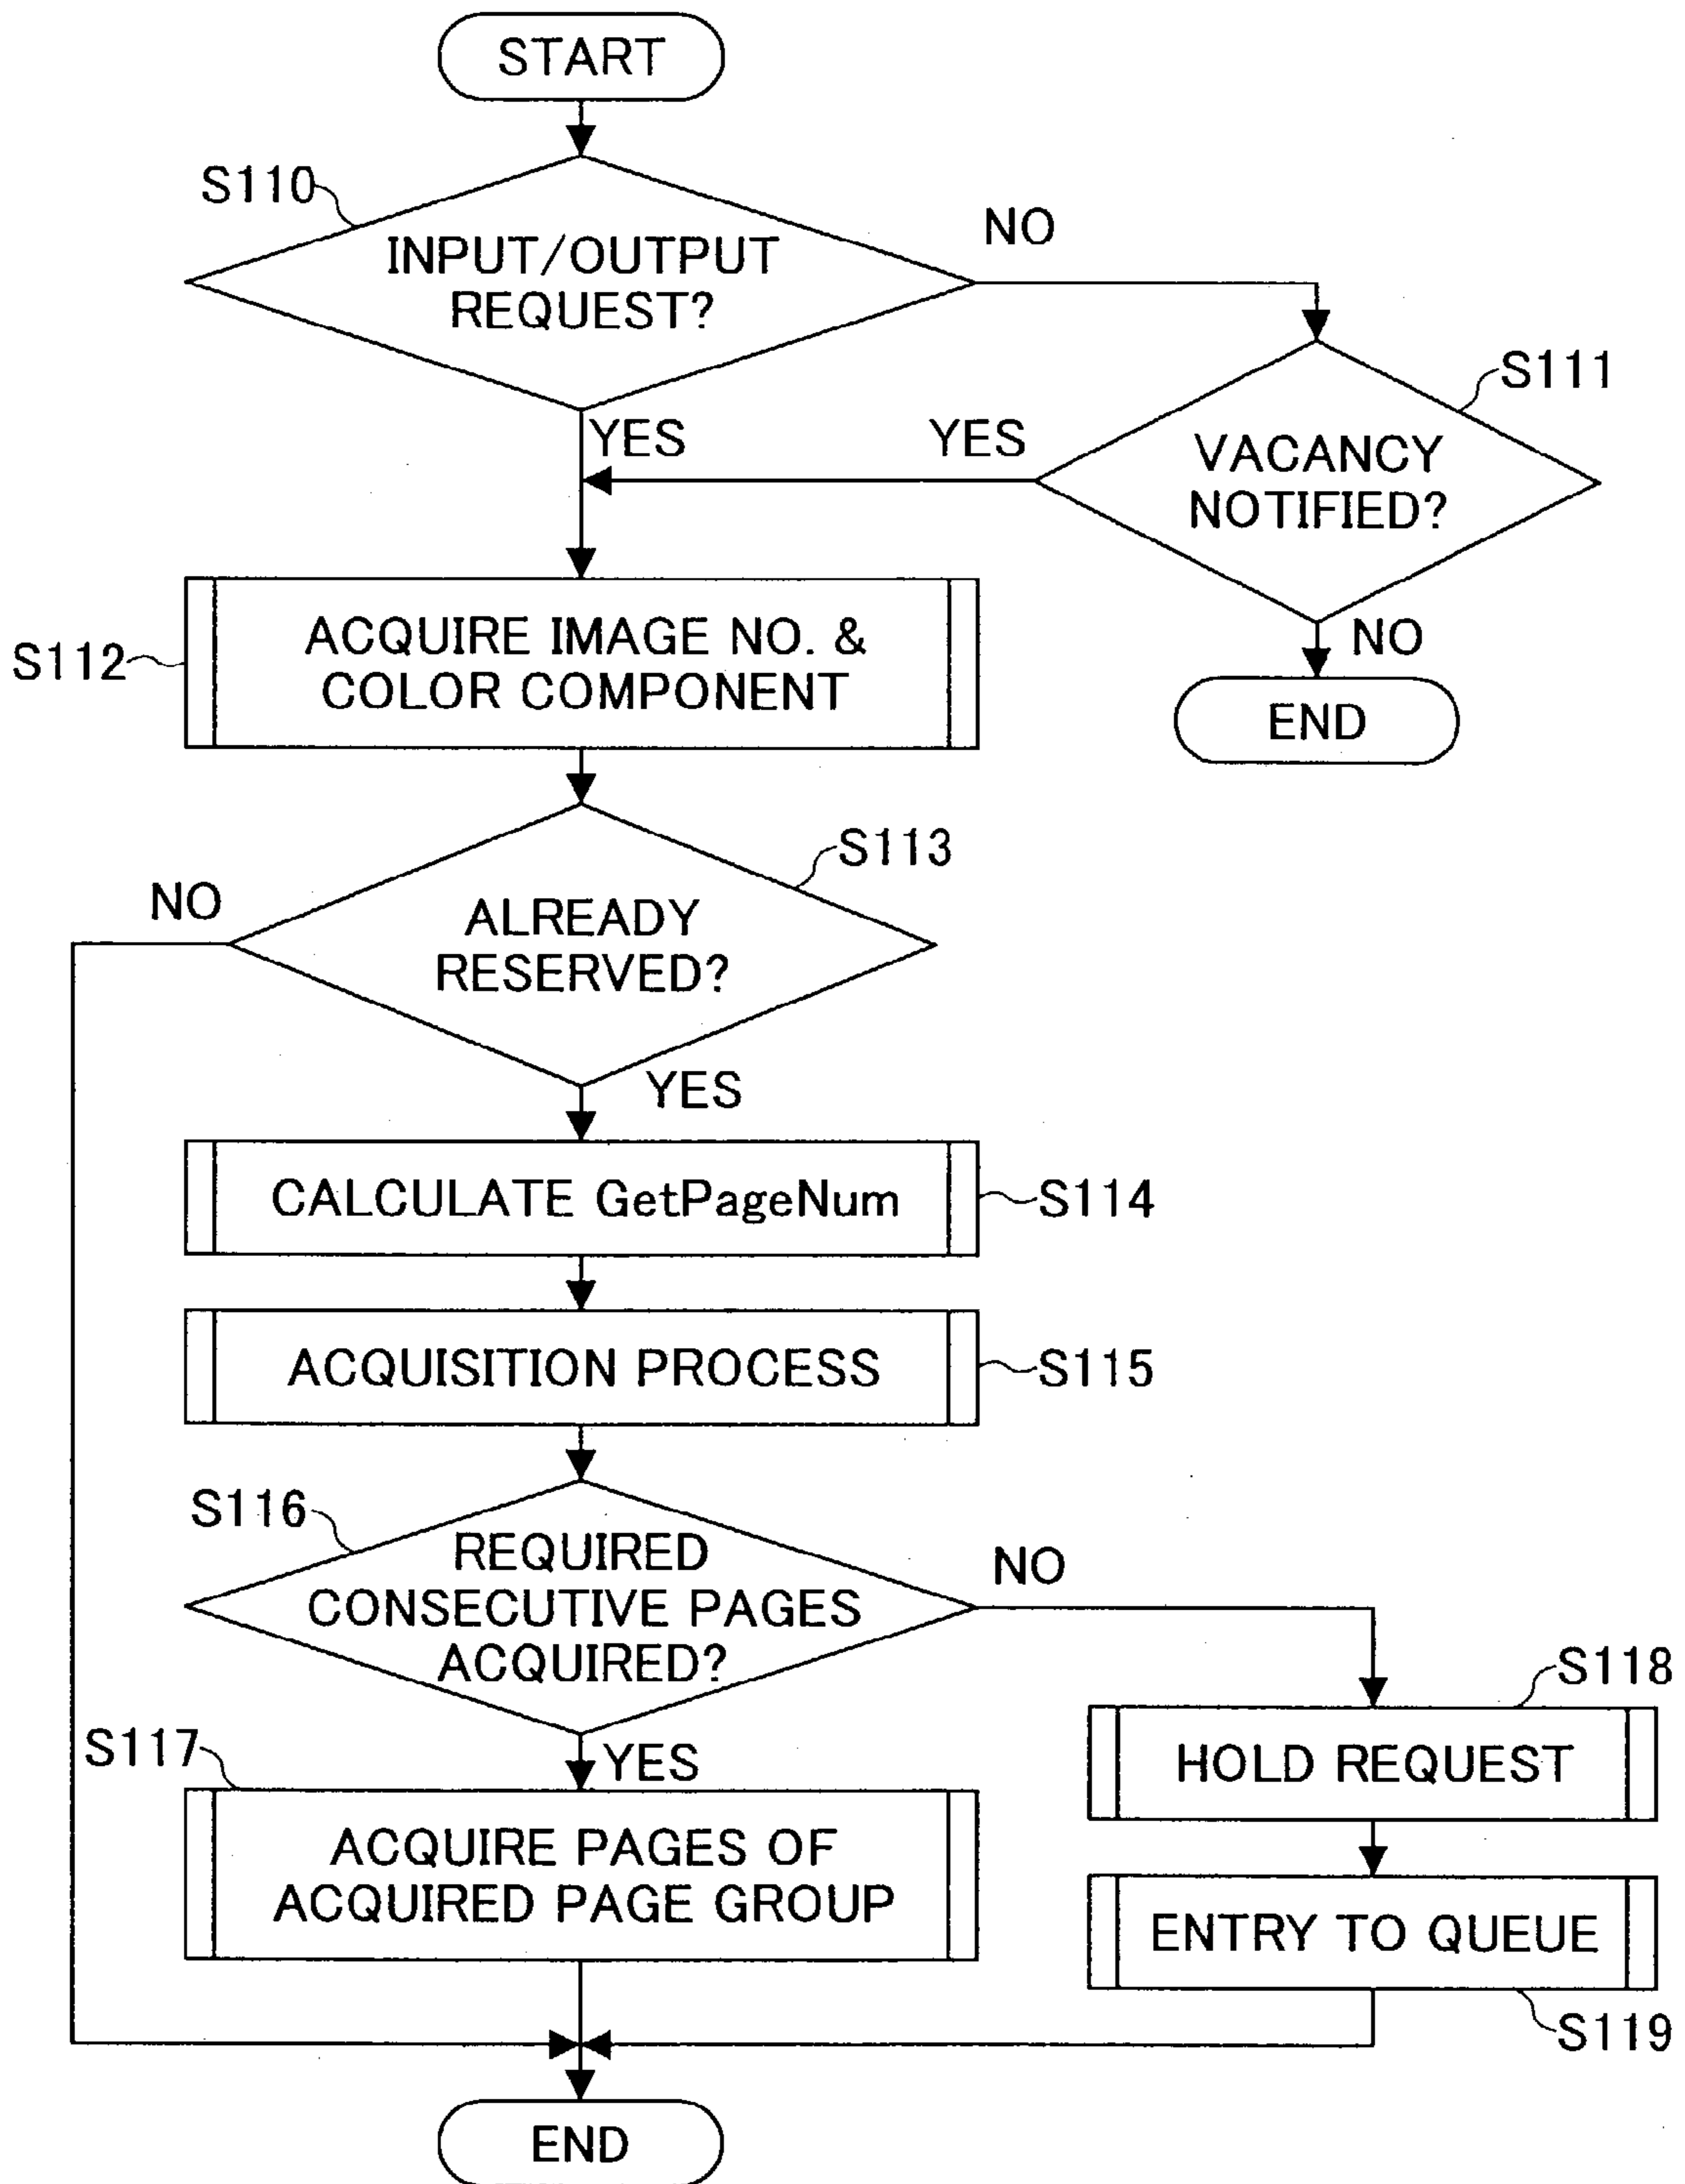 START
S110
INPUT/OUTPUT
REQUEST?
NO
S111
VACANCY
NOTIFIED?
YES
YES
NO
END
S112
ACQUIRE IMAGE NO. &
COLOR COMPONENT
S113
NO
ALREADY
RESERVED?
YES
CALCULATE GetPageNum
S114
ACQUISITION PROCESS
S115
S116
REQUIRED
CONSECUTIVE PAGES
ACQUIRED?
NO
S118
HOLD REQUEST
S117
YES
ACQUIRE PAGES OF
ACQUIRED PAGE GROUP
ENTRY TO QUEUE
S119
END